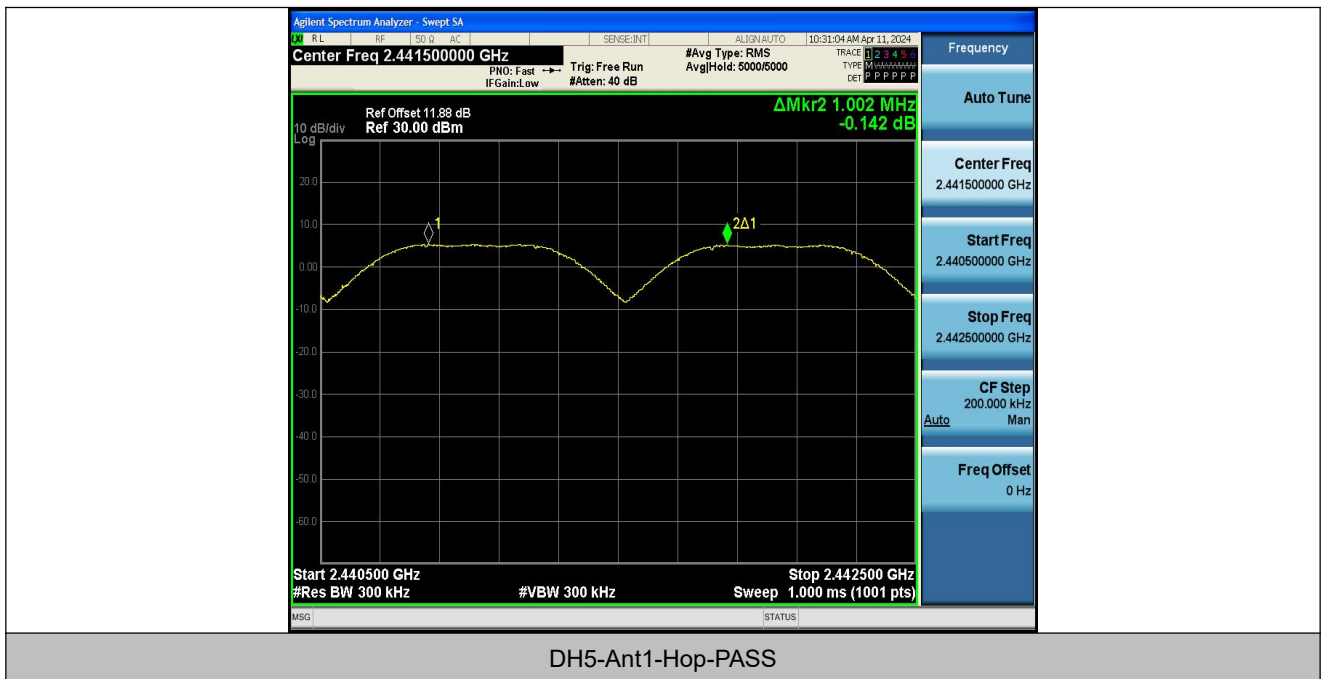 Agilent Spectrum Analyzer - Swept SA
LXI RL RF 50 Ω AC SENSE:INT ALIGN AUTO 10:31:04 AM Apr 11, 2024
Center Freq 2.441500000 GHz
PNO: Fast
IFGain:Low
Trig: Free Run
#Atten: 40 dB
#Avg Type: RMS
Avg|Hold: 5000/5000
TRACE 1 2 3 4 5 6
TYPE M
DET P P P P P P
Ref Offset 11.88 dB
10 dB/div Ref 30.00 dBm
Log
ΔMkr2 1.002 MHz
-0.142 dB
20.0
10.0
1
2Δ1
0.00
-10.0
-20.0
-30.0
-40.0
-50.0
-60.0
Start 2.440500 GHz
Stop 2.442500 GHz
#Res BW 300 kHz
#VBW 300 kHz
Sweep 1.000 ms (1001 pts)
MSG
STATUS
Frequency
Auto Tune
Center Freq
2.441500000 GHz
Start Freq
2.440500000 GHz
Stop Freq
2.442500000 GHz
CF Step
200.000 kHz
Auto Man
Freq Offset
0 Hz
DH5-Ant1-Hop-PASS